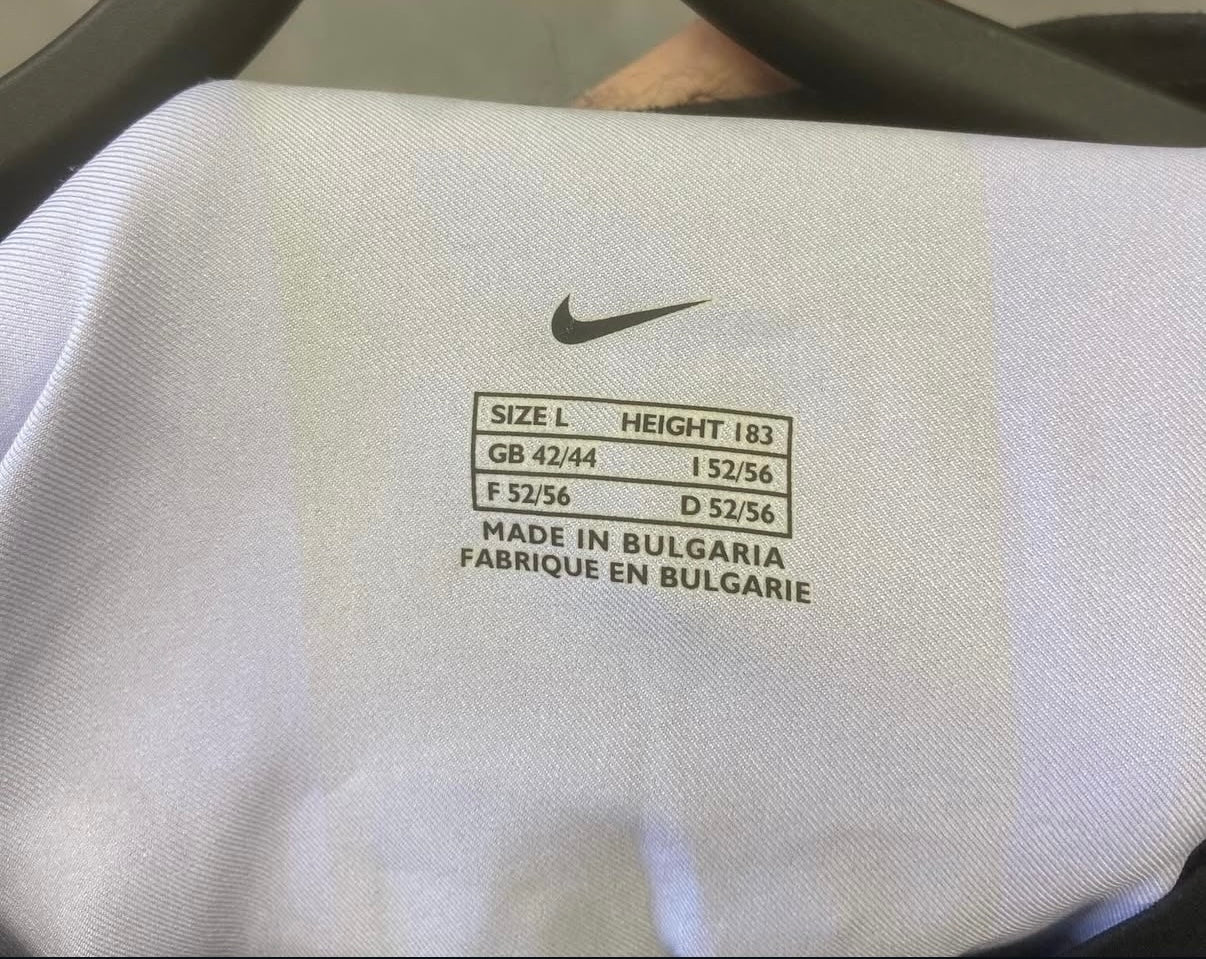 SIZE L HEIGHT 183
GB 42/44 I 52/56
F 52/56 D 52/56
MADE IN BULGARIA
FABRIQUE EN BULGARIE